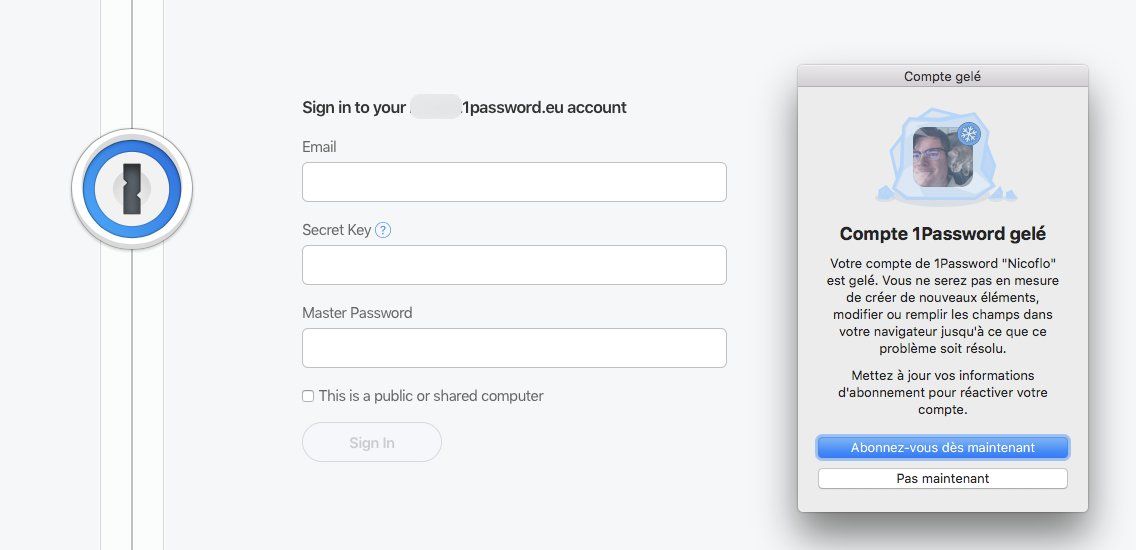 Sign in to your 1password.eu account
Email
Secret Key ?
Master Password
This is a public or shared computer
Sign In
Compte gelé
Compte 1Password gelé
Votre compte de 1Password "Nicoflo"
est gelé. Vous ne serez pas en mesure
de créer de nouveaux éléments,
modifier ou remplir les champs dans
votre navigateur jusqu'à ce que ce
problème soit résolu.
Mettez à jour vos informations
d'abonnement pour réactiver votre
compte.
Abonnez-vous dès maintenant
Pas maintenant